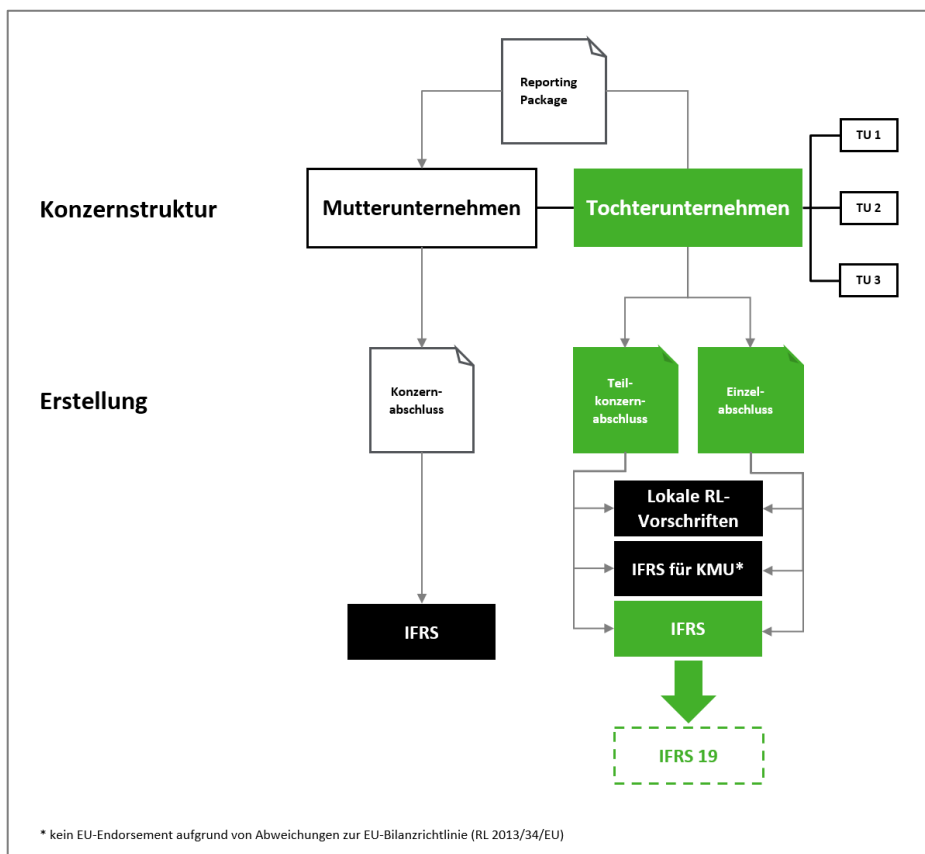 Reporting
Package
TU 1
Konzernstruktur
Mutterunternehmen
Tochterunternehmen
TU 2
TU 3
Erstellung
Konzern-
abschluss
Teil-
konzern-
abschluss
Einzel-
abschluss
Lokale RL-
Vorschriften
IFRS für KMU*
IFRS
IFRS
IFRS 19
* kein EU-Endorsement aufgrund von Abweichungen zur EU-Bilanzrichtlinie (RL 2013/34/EU)